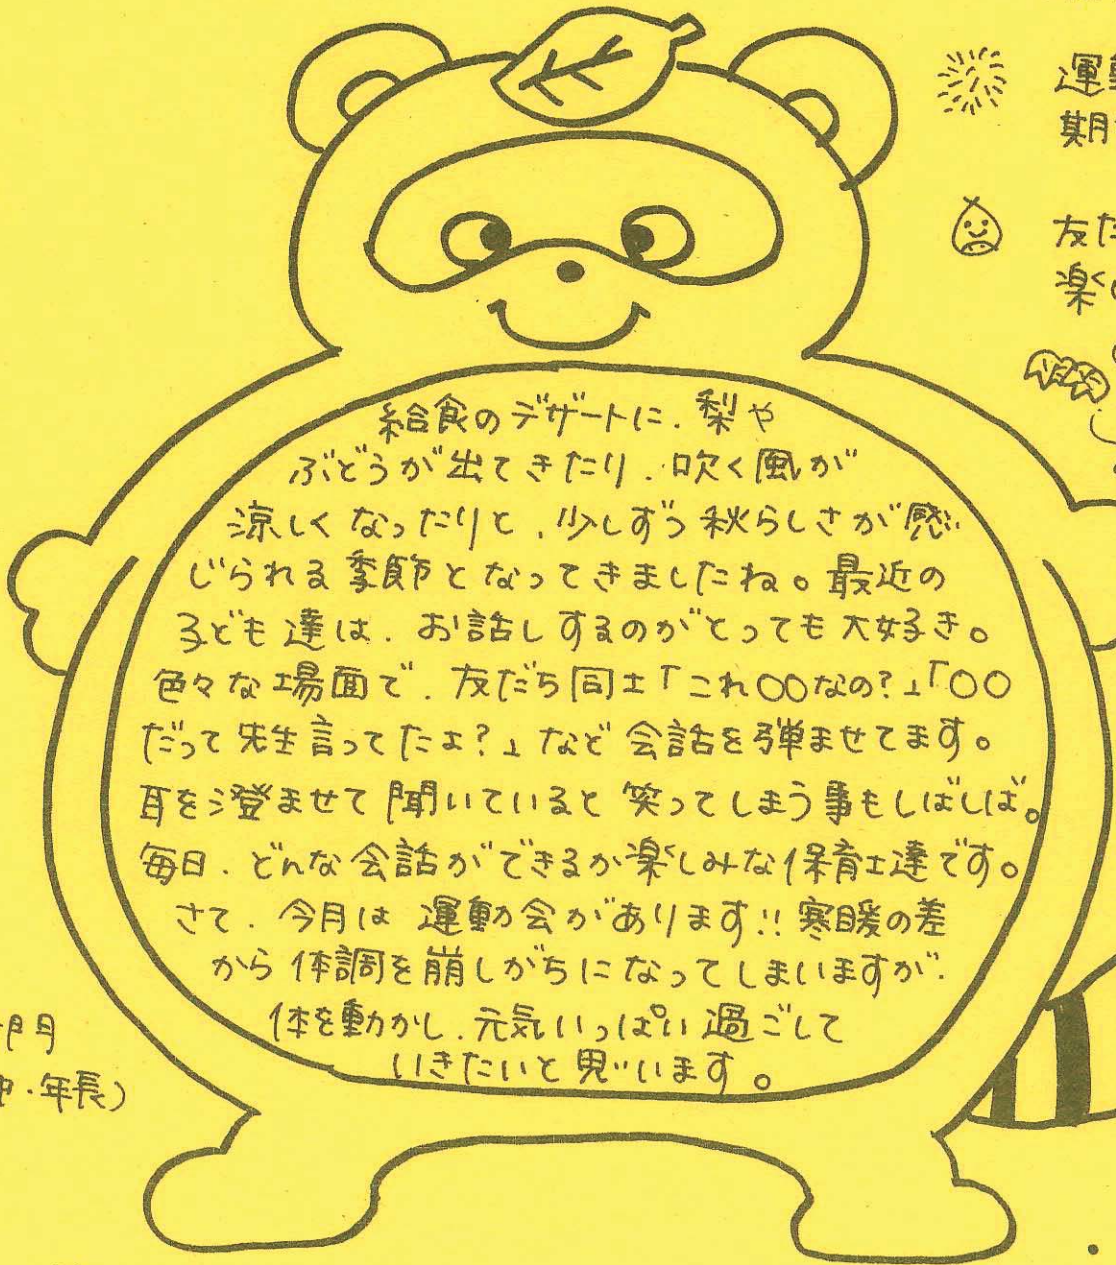 運
期
友だ
楽
給食のデザートに、梨や
ぶどうが出てきたり、吹く風が
涼しくなったりと、少しずつ秋らしさが感
じられる季節となってきましたね。最近の
子ども達は、お話しするのがとっても大好き。
色々な場面で、友だち同士「これ〇〇なの?」「〇〇
だって先生言ってたよ?」など会話を弾ませてます。
耳を澄ませて聞いていると笑ってしまう事もしばしば。
毎日、どんな会話ができるか楽しみな保育士達です。
さて、今月は運動会があります!!寒暖の差
から体調を崩しがちになってしまいますが、
体を動かし、元気いっぱい過ごして
いきたいと思います。
門
・年長)